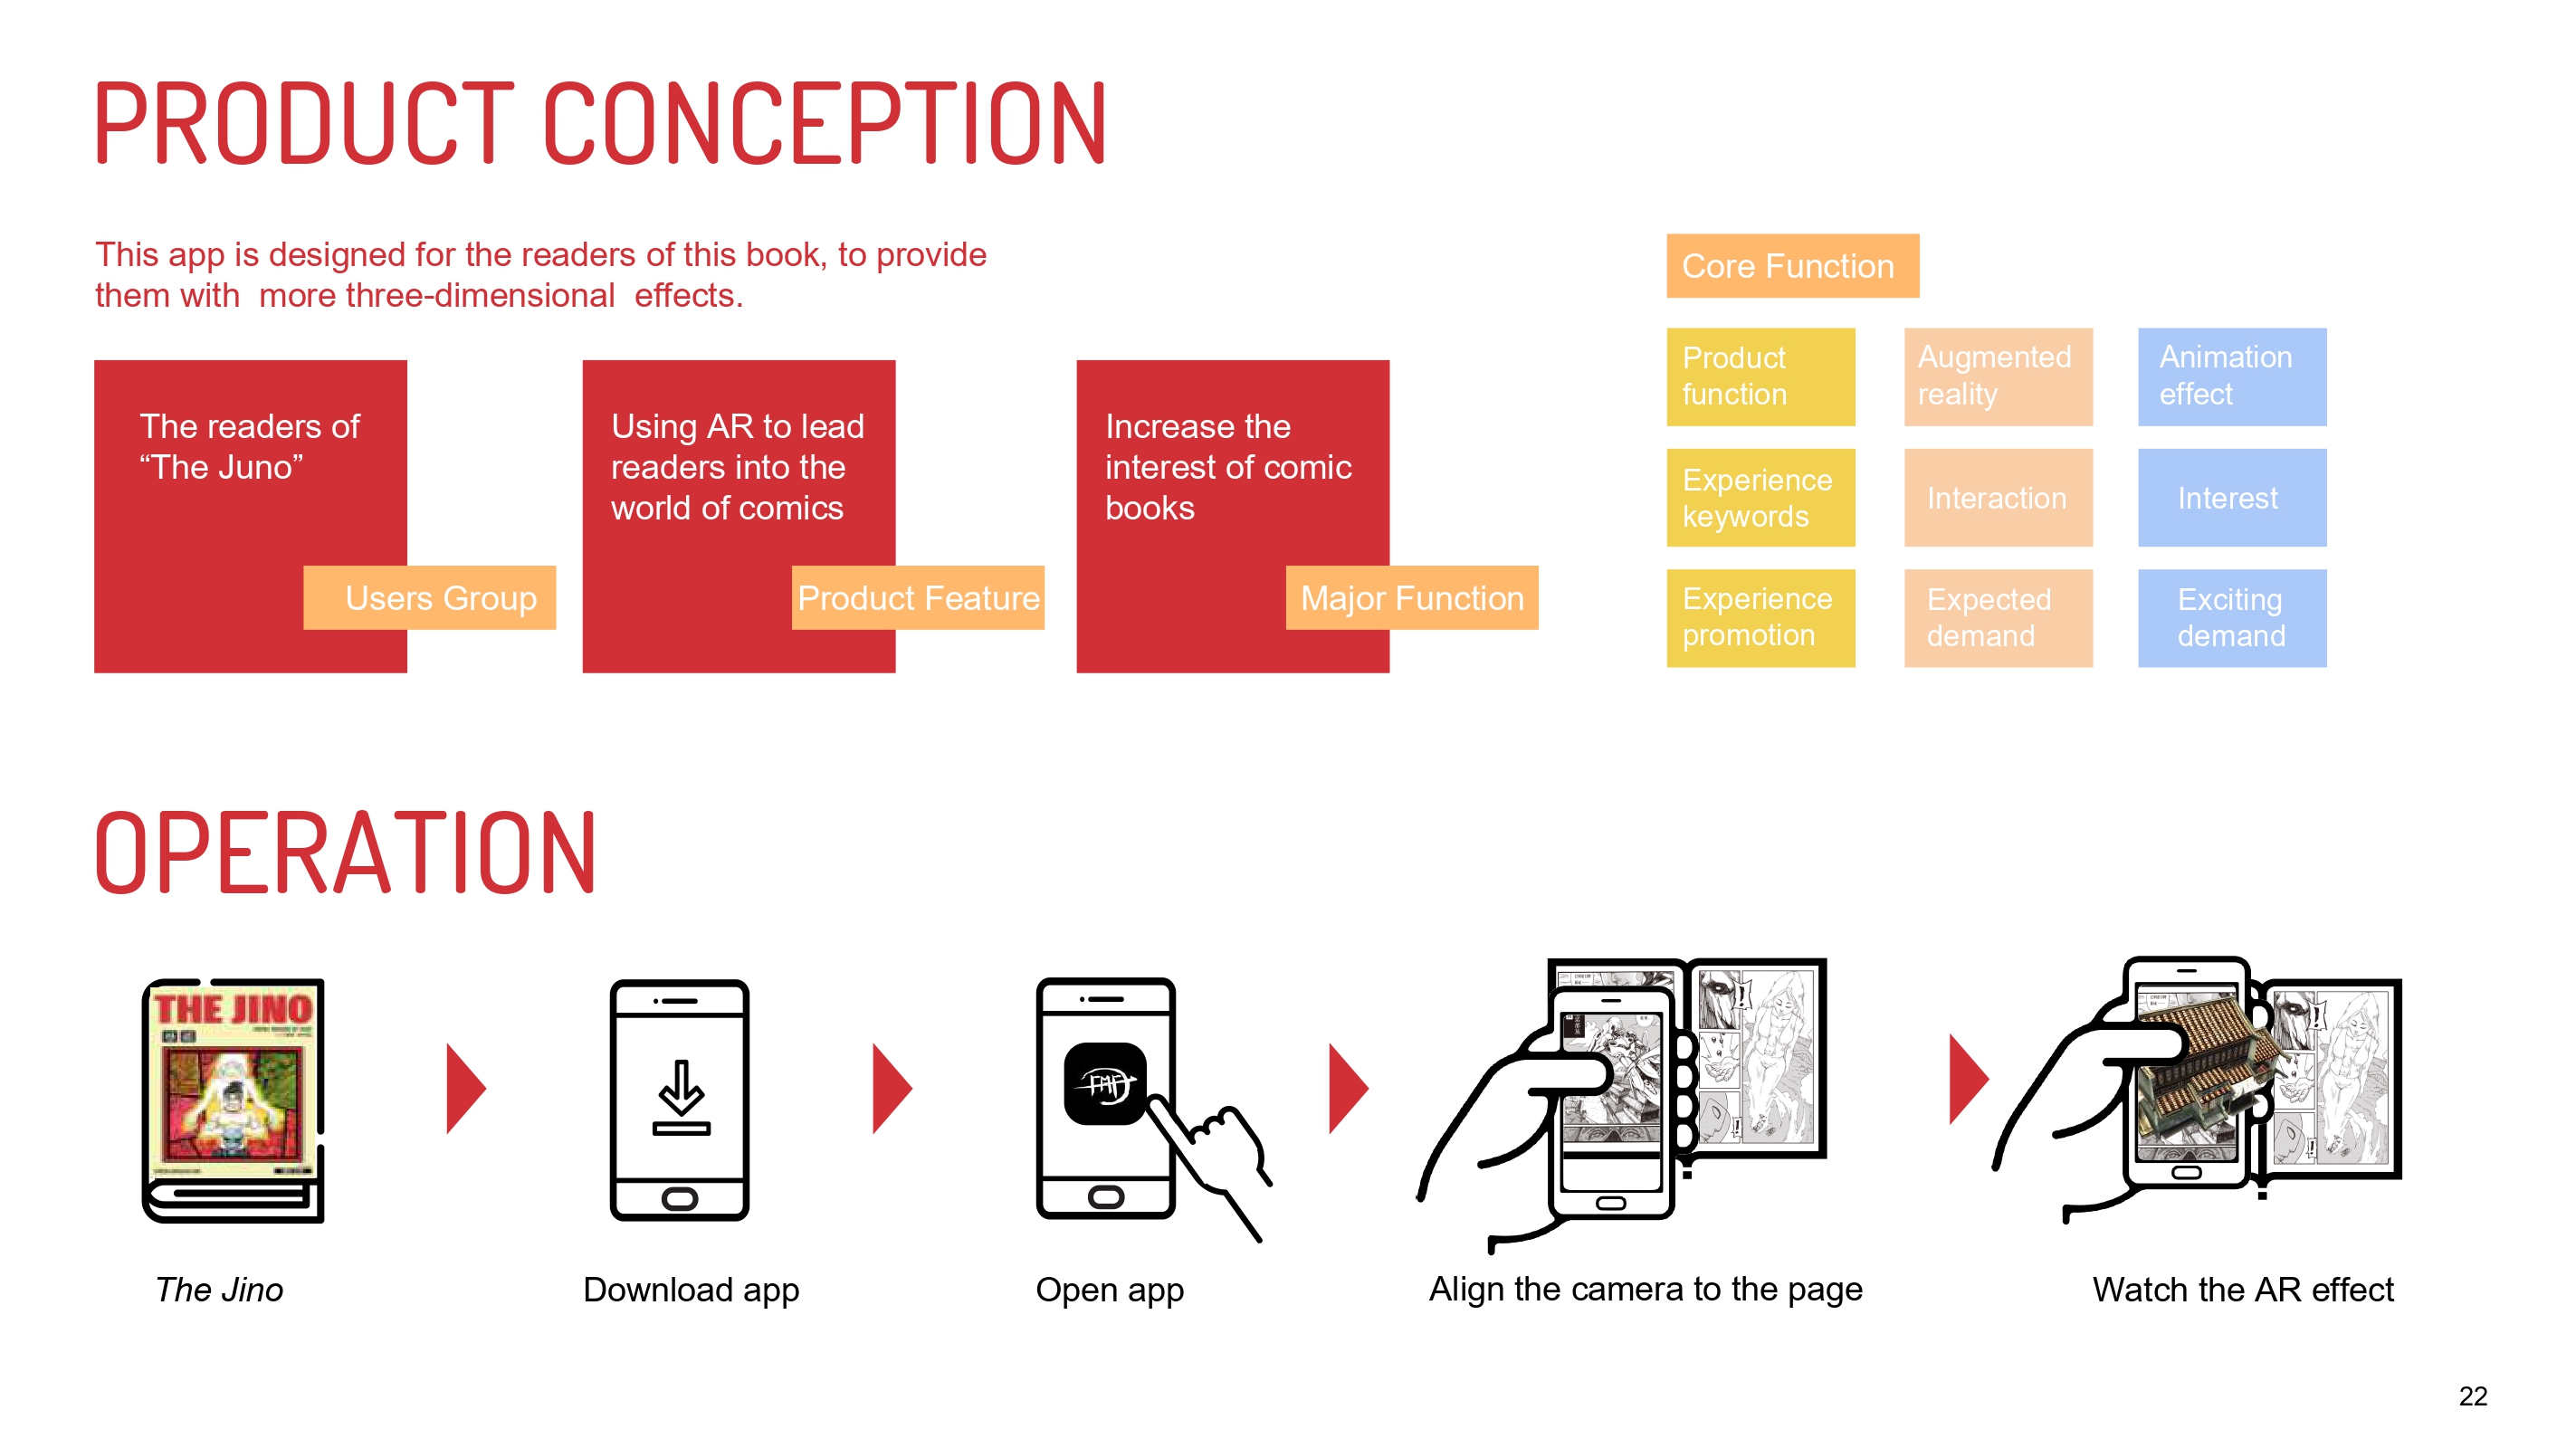 PRODUCT CONCEPTION
This app is designed for the readers of this book, to provide
them with more three-dimensional effects.
The readers of
“The Juno”
Users Group
Using AR to lead
readers into the
world of comics
Product Feature
Increase the
interest of comic
books
Major Function
Core Function
Product
function
Augmented
reality
Animation
effect
Experience
keywords
Interaction
Interest
Experience
promotion
Expected
demand
Exciting
demand
OPERATION
THE JINO
The Jino
Download app
Open app
Align the camera to the page
Watch the AR effect
22